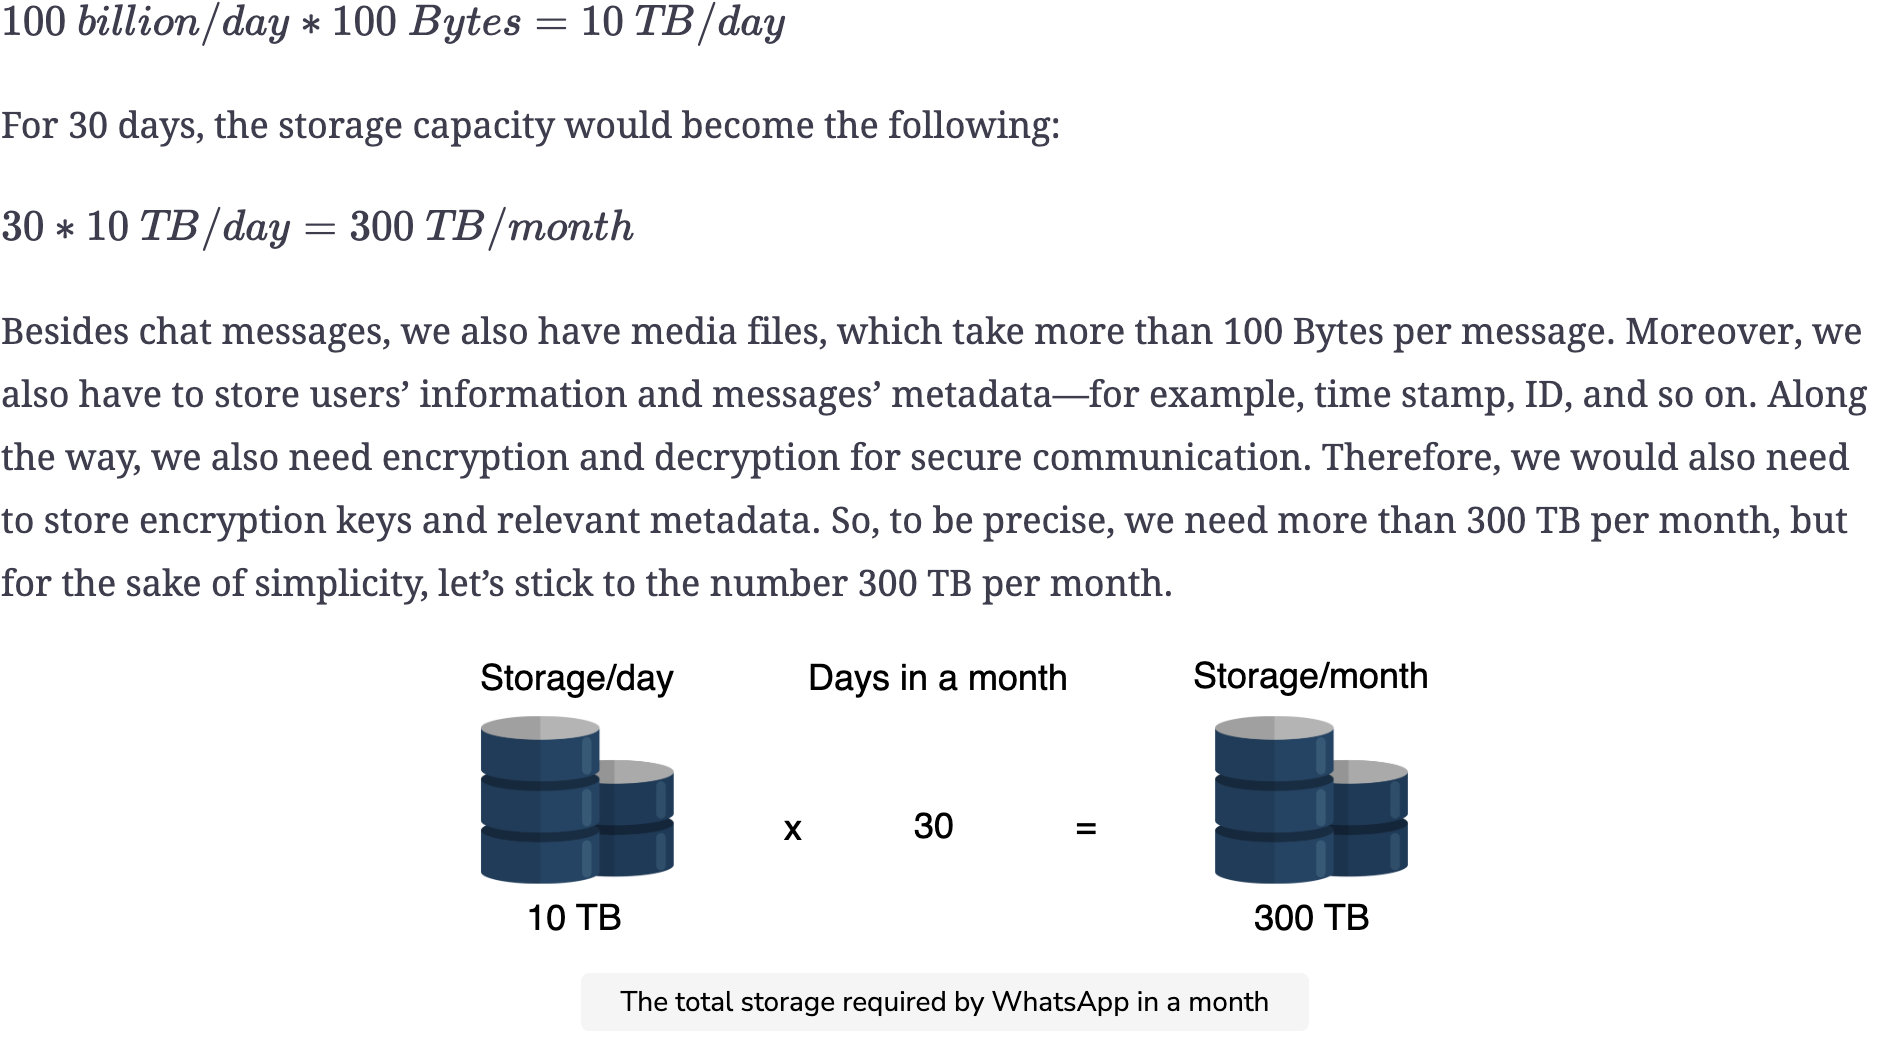 100 billion/day ∗ 100 Bytes = 10 TB/day
For 30 days, the storage capacity would become the following:
30 ∗ 10 TB/day = 300 TB/month
Besides chat messages, we also have media files, which take more than 100 Bytes per message. Moreover, we
also have to store users’ information and messages’ metadata—for example, time stamp, ID, and so on. Along
the way, we also need encryption and decryption for secure communication. Therefore, we would also need
to store encryption keys and relevant metadata. So, to be precise, we need more than 300 TB per month, but
for the sake of simplicity, let’s stick to the number 300 TB per month.
Storage/day Days in a month Storage/month
x 30 =
10 TB 300 TB
The total storage required by WhatsApp in a month